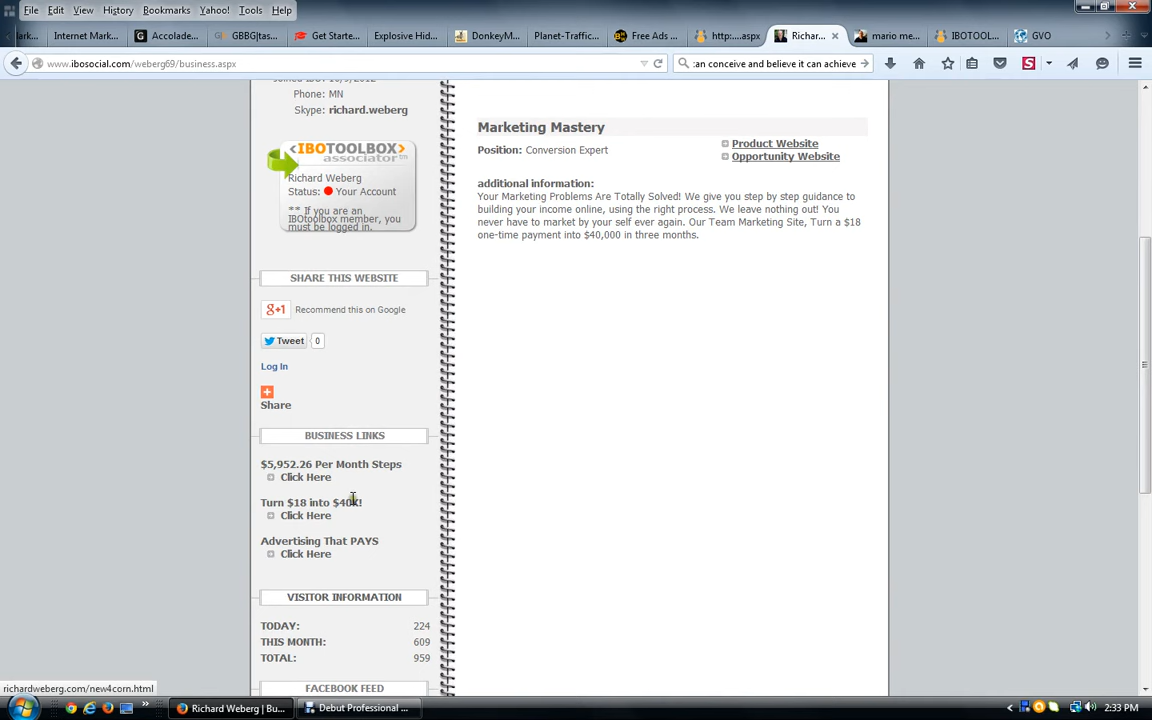 File Edit View History Bookmarks Yahoo! Tools Help
Internet Mark...
Accolade...
GBBG|tas...
Get Starte...
Explosive Hid...
DonkeyM...
Planet-Traffic...
Free Ads ...
http:....aspx
Richar...
mario me...
IBOTOOL...
GVO
www.ibosocial.com/weberg69/business.aspx
:an conceive and believe it can achieve
Phone: MN
Skype: richard.weberg
<IBOTOOLBOX>
associator
Richard Weberg
Status: Your Account
** If you are an
IBOtoolbox member, you
must be logged in.
SHARE THIS WEBSITE
g+1 Recommend this on Google
Tweet 0
Log In
Share
BUSINESS LINKS
$5,952.26 Per Month Steps
Click Here
Turn $18 into $40K!
Click Here
Advertising That PAYS
Click Here
VISITOR INFORMATION
TODAY: 224
THIS MONTH: 609
TOTAL: 959
FACEBOOK FEED
Marketing Mastery
Position: Conversion Expert
Product Website
Opportunity Website
additional information:
Your Marketing Problems Are Totally Solved! We give you step by step guidance to
building your income online, using the right process. We leave nothing out! You
never have to market by your self ever again. Our Team Marketing Site, Turn a $18
one-time payment into $40,000 in three months.
richardweberg.com/new4corn.html
Richard Weberg | Bu...
Debut Professional ...
2:33 PM